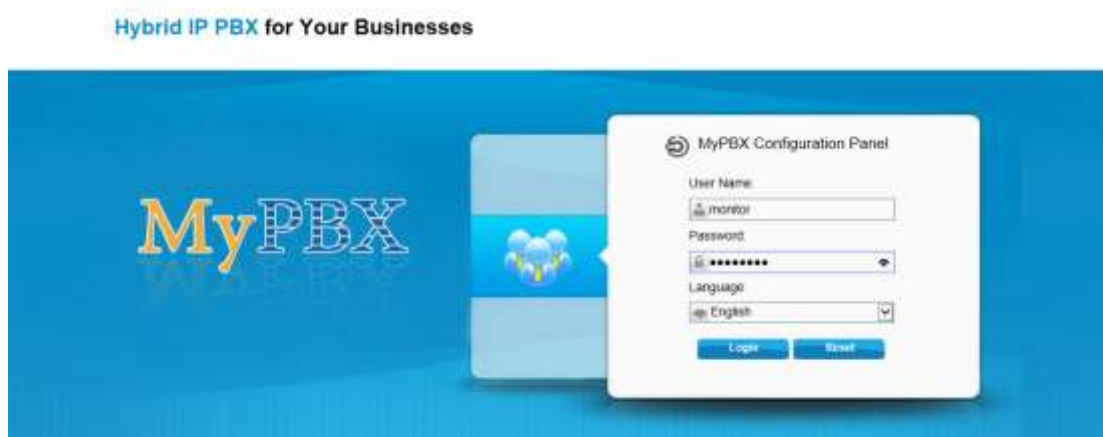 Hybrid IP PBX for Your Businesses
MyPBX
MyPBX Configuration Panel
User Name:
monitor
Password:
••••••••
Language:
English
Login Reset